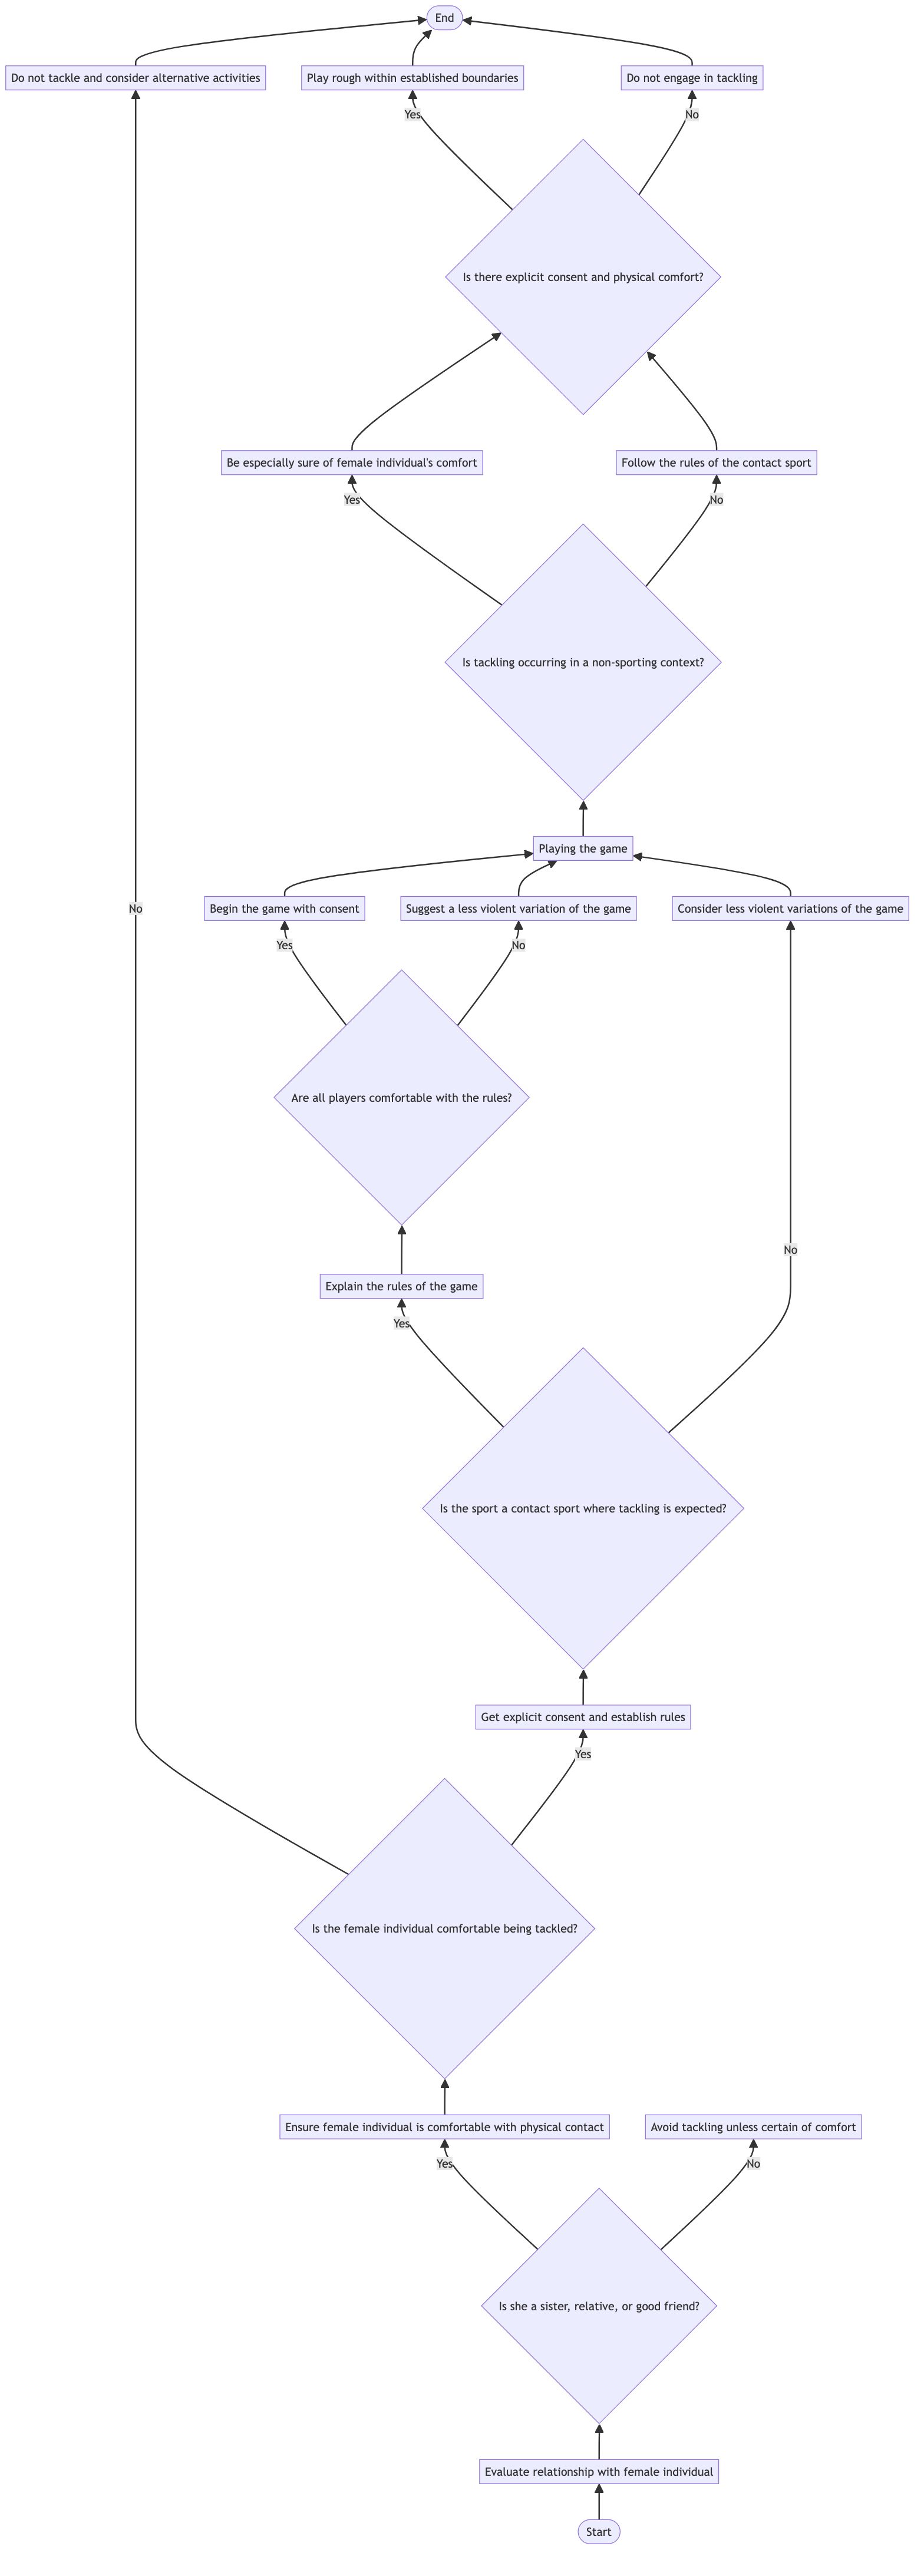 End
Do not tackle and consider alternative activities
Play rough within established boundaries
Do not engage in tackling
Yes
No
Is there explicit consent and physical comfort?
Be especially sure of female individual's comfort
Follow the rules of the contact sport
Yes
No
Is tackling occurring in a non-sporting context?
Playing the game
No
Begin the game with consent
Suggest a less violent variation of the game
Consider less violent variations of the game
Yes
No
Are all players comfortable with the rules?
No
Explain the rules of the game
Yes
Is the sport a contact sport where tackling is expected?
Get explicit consent and establish rules
Yes
Is the female individual comfortable being tackled?
Ensure female individual is comfortable with physical contact
Avoid tackling unless certain of comfort
Yes
No
Is she a sister, relative, or good friend?
Evaluate relationship with female individual
Start